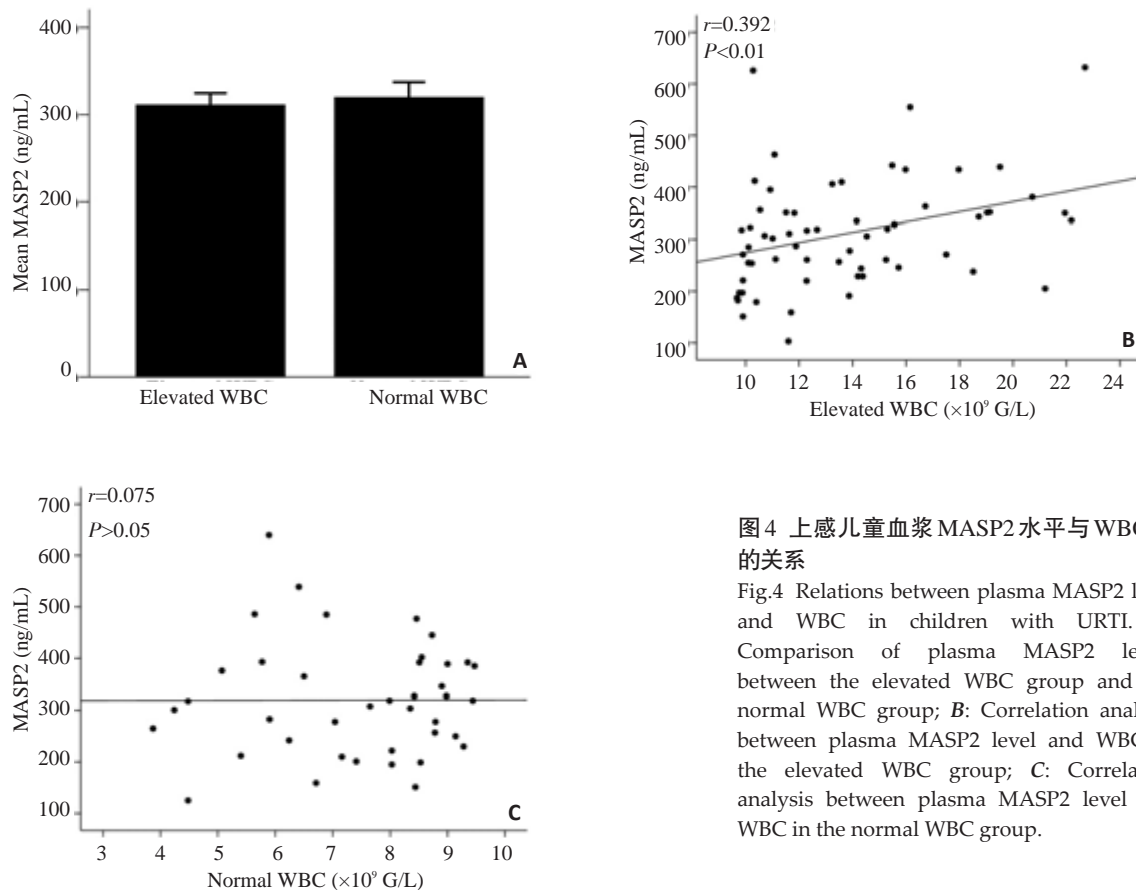 400
300
200
100
0
Mean MASP2 (ng/mL)
Elevated WBC
Normal WBC
A
r=0.392
P<0.01
700
600
500
400
300
200
100
MASP2 (ng/mL)
B
10 12 14 16 18 20 22 24
Elevated WBC (×10⁹ G/L)
r=0.075
P>0.05
700
600
500
400
300
200
100
MASP2 (ng/mL)
C
3 4 5 6 7 8 9 10
Normal WBC (×10⁹ G/L)
图4 上感儿童血浆MASP2水平与WBC
的关系
Fig.4 Relations between plasma MASP2
and WBC in children with URTI.
Comparison of plasma MASP2
between the elevated WBC group and
normal WBC group; B: Correlation
between plasma MASP2 level and WBC
the elevated WBC group; C:
analysis between plasma MASP2 level
WBC in the normal WBC group.